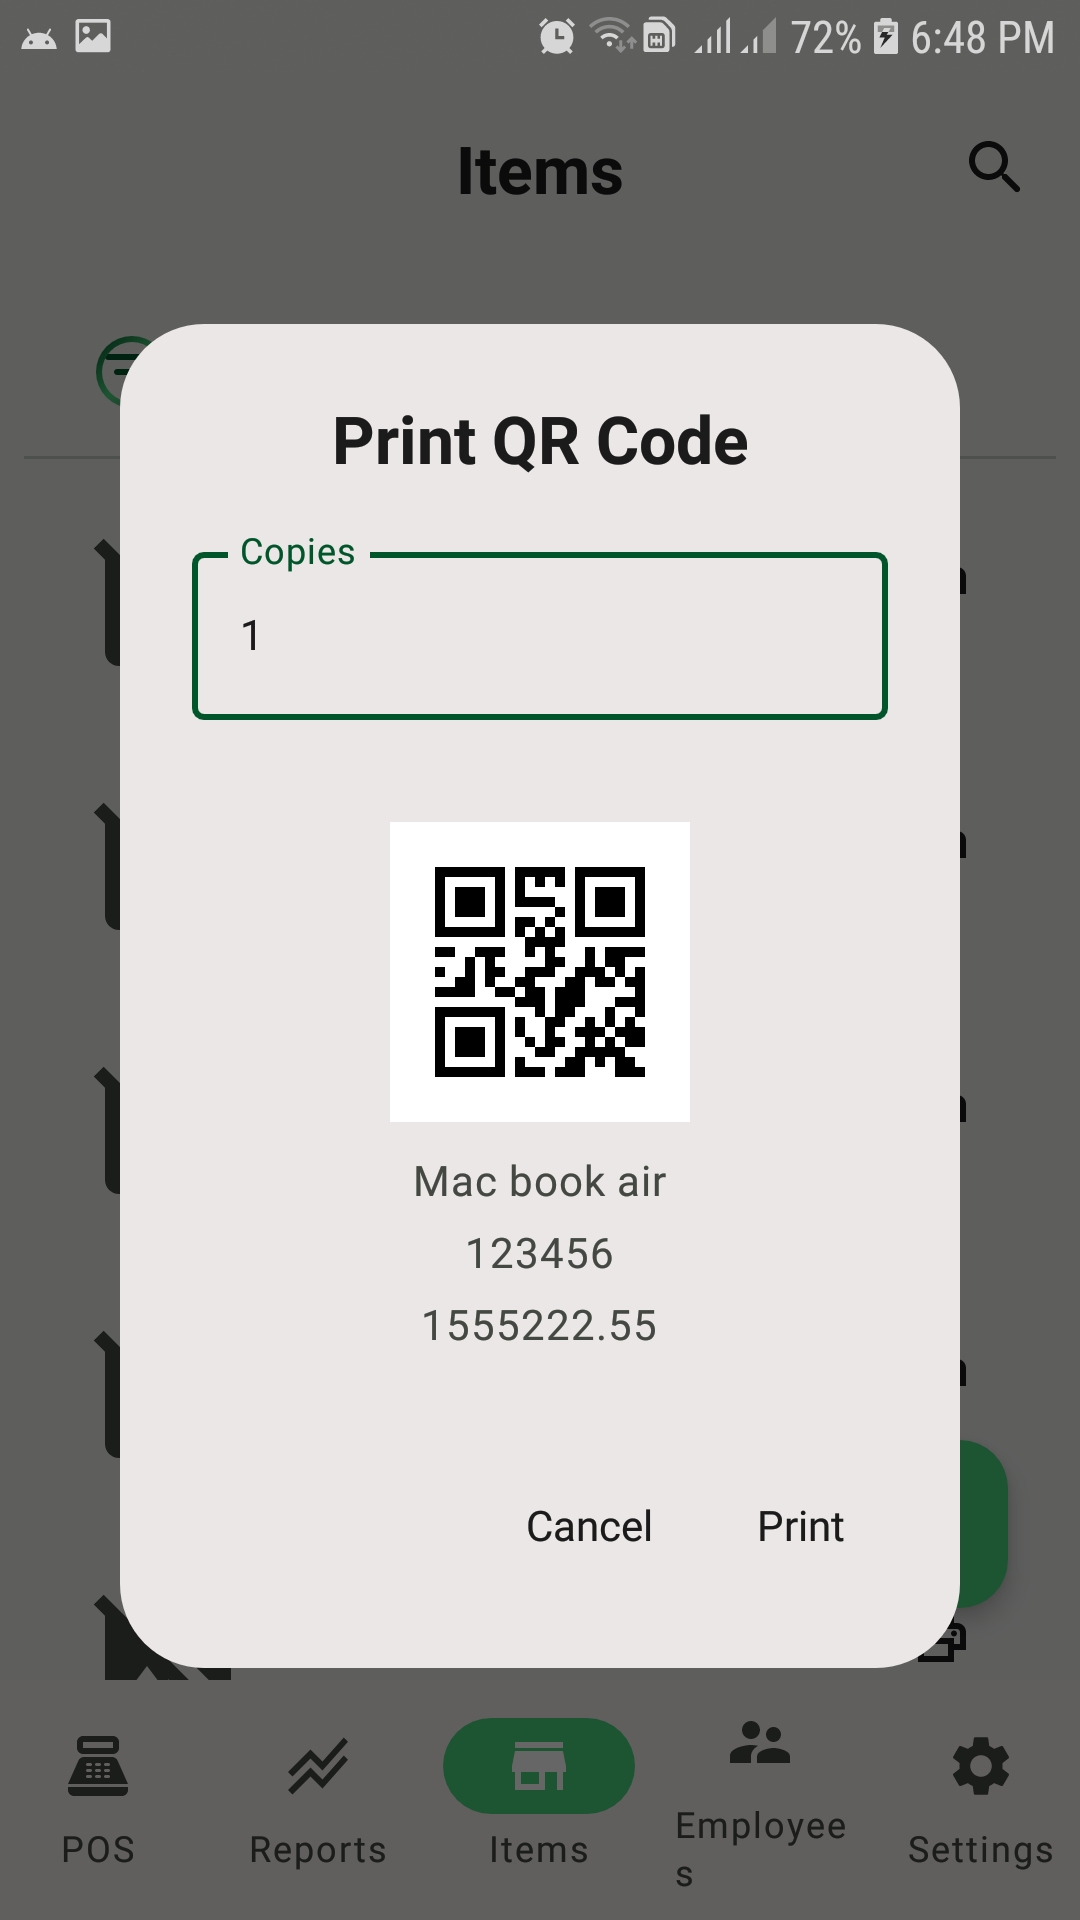 72% 6:48 PM
Items
Print QR Code
Copies
1
Mac book air
123456
1555222.55
Cancel Print
POS Reports Items Employee
s Settings